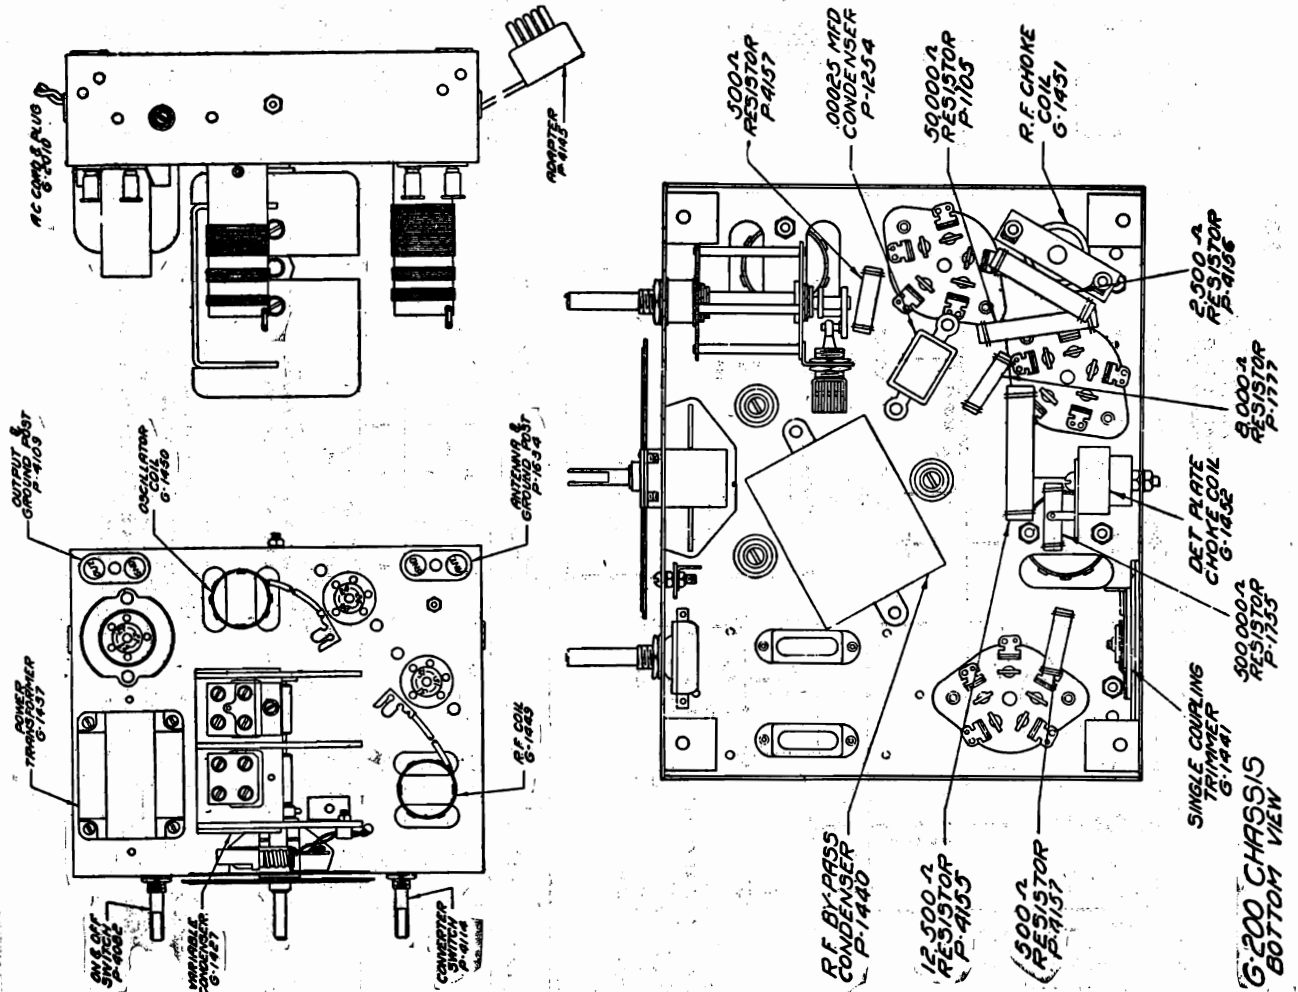 AC CORD & PLUG
G-2010
ADAPTER
P-4145
OUTPUT &
GROUND POST
P-4109
OSCILLATOR
COIL
G-1450
ANTENNA &
GROUND POST
P-1634
POWER
TRANSFORMER
G-1437
R.F. COIL
G-1449
ON & OFF
SWITCH
P-4082
VARIABLE
CONDENSER
G-1427
CONVERTER
SWITCH
P-4114
500 Ω
RESISTOR
P-4157
.00025 MFD
CONDENSER
P-1254
50,000 Ω
RESISTOR
P-1105
R.F. CHOKE
COIL
G-1451
2,500 Ω
RESISTOR
P-4156
8,000 Ω
RESISTOR
P-1777
DET PLATE
CHOKE COIL
G-1452
500,000 Ω
RESISTOR
P-1755
SINGLE COUPLING
TRIMMER
G-1441
R.F. BY-PASS
CONDENSER
P-1440
12,500 Ω
RESISTOR
P-4155
500 Ω
RESISTOR
P-4157
G-200 CHASSIS
BOTTOM VIEW